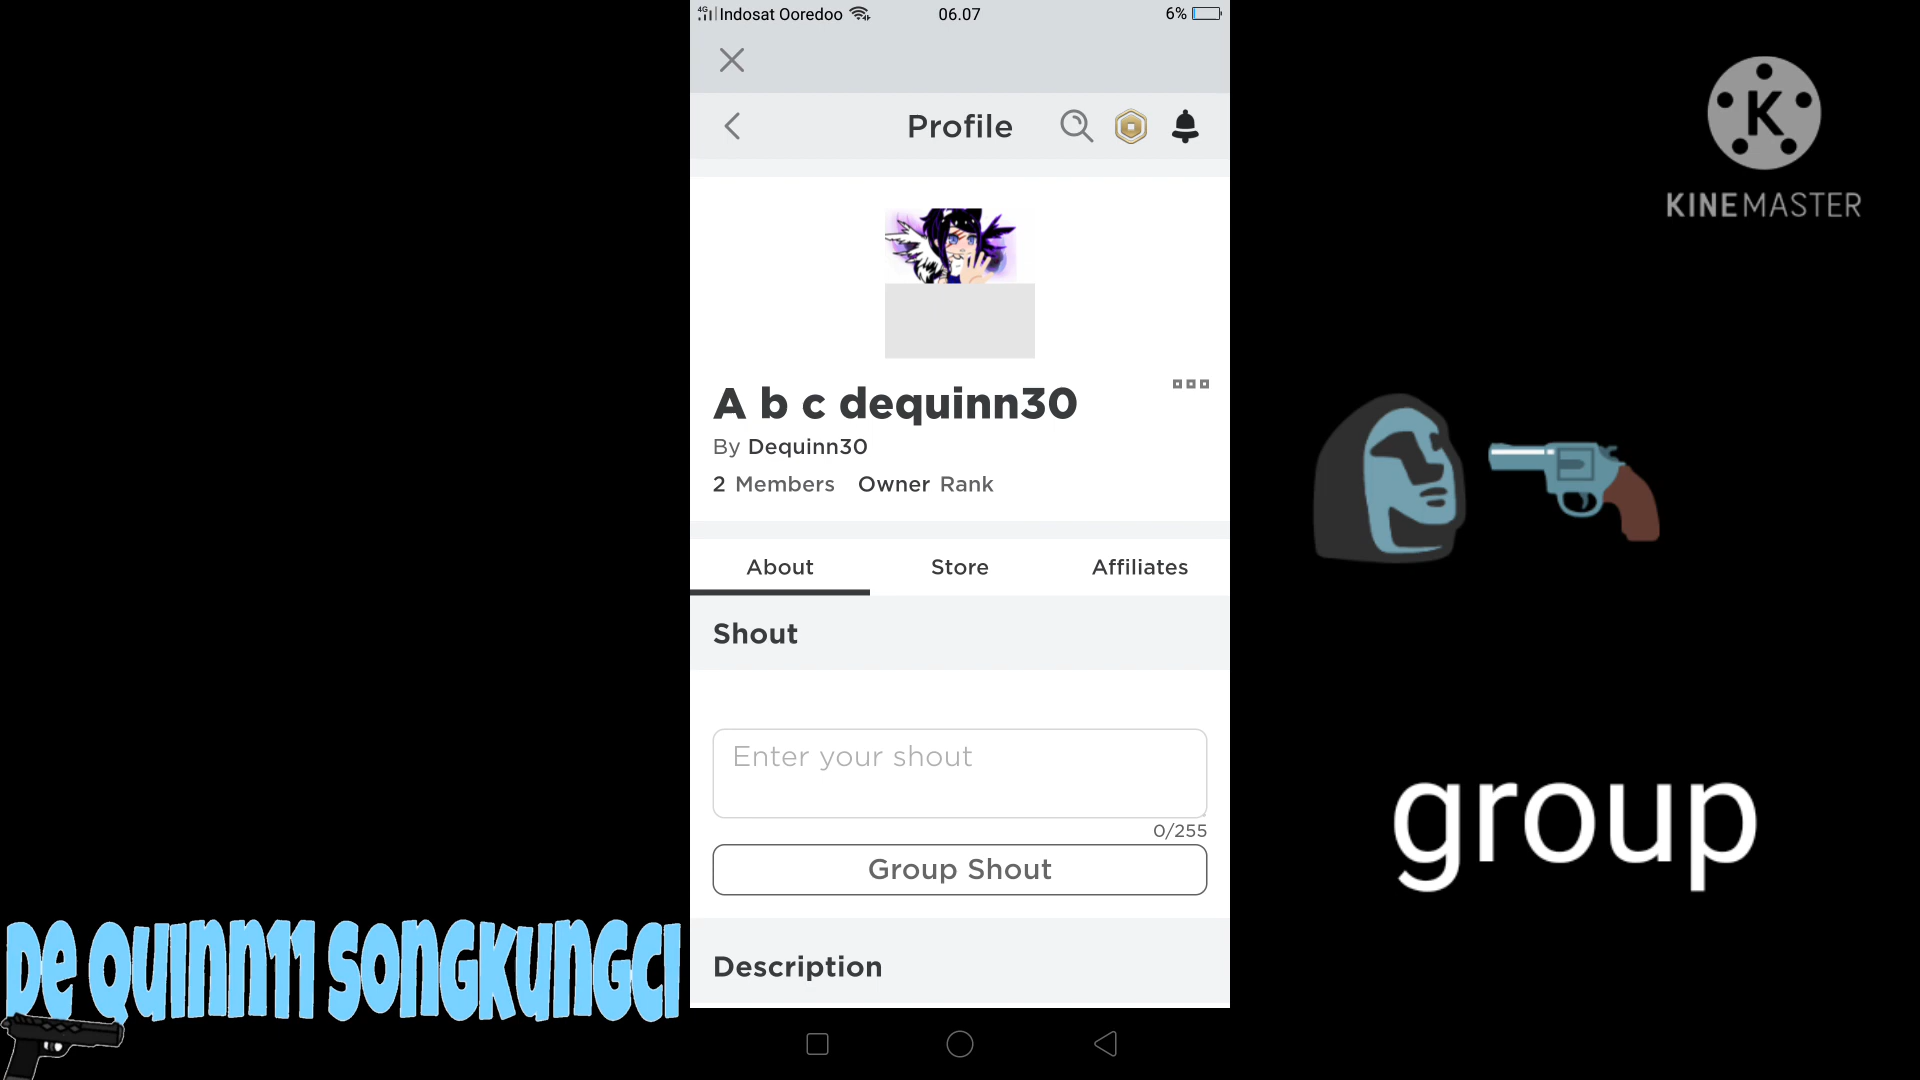 4G Indosat Ooredoo 06.07 6%
Profile
K
KINEMASTER
A b c dequinn30
By Dequinn30
2 Members Owner Rank
About Store Affiliates
Shout
Enter your shout
0/255
Group Shout
group
Description
De Quinn11 SONGKUNGCI